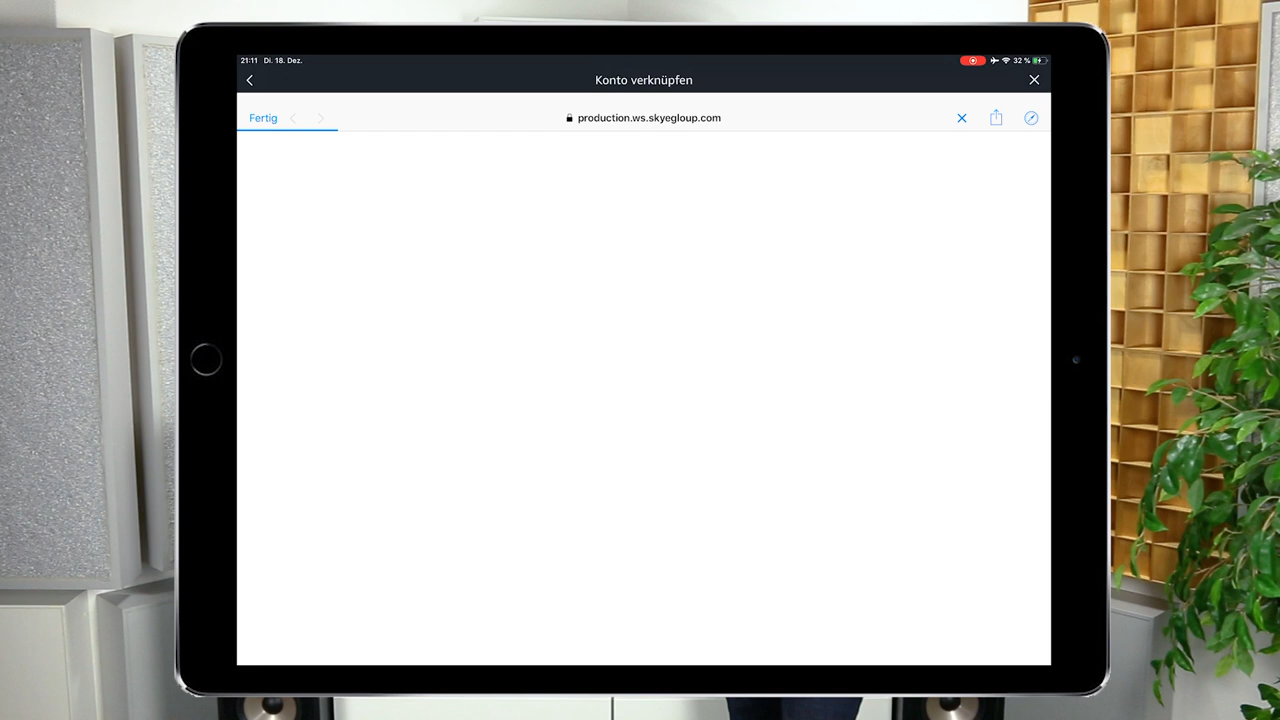 21:11 Di. 18. Dez. 32 %
Konto verknüpfen
Fertig production.ws.skyegloup.com